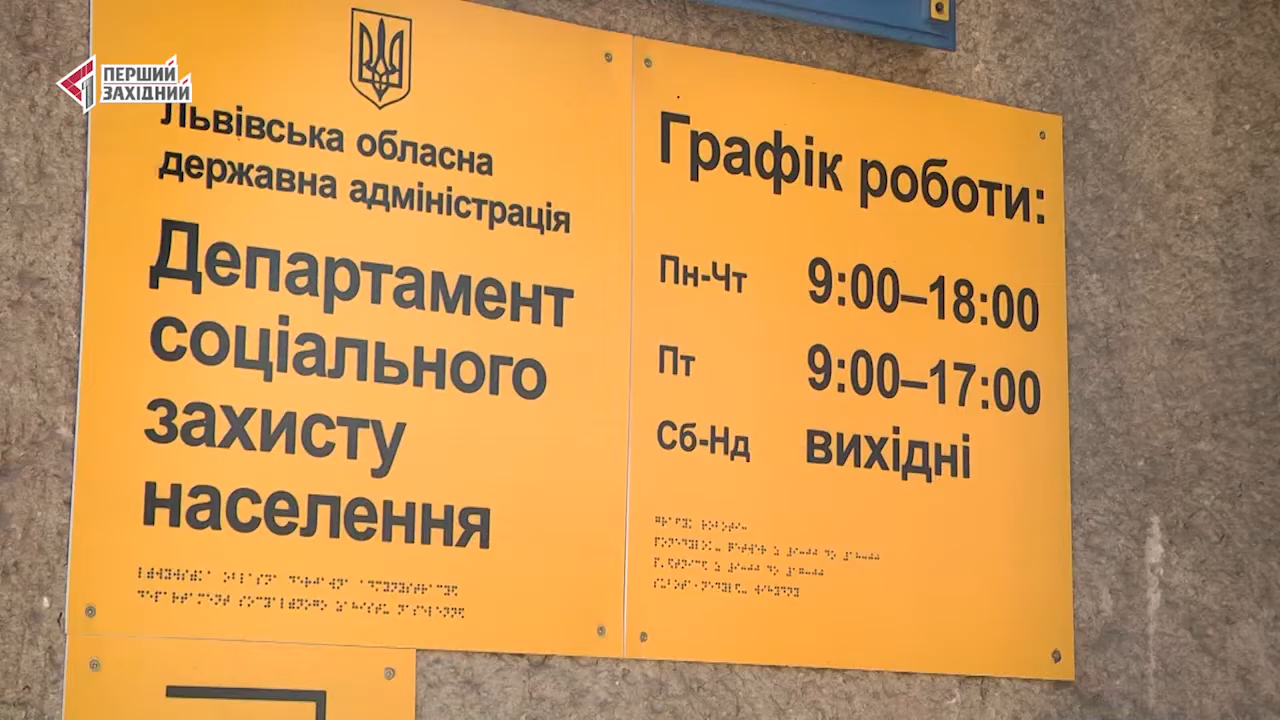 ПЕРШИЙ
ЗАХІДНИЙ
Львівська обласна
державна адміністрація
Департамент
соціального
захисту
населення
Графік роботи:
Пн-Чт 9:00–18:00
Пт 9:00–17:00
Сб-Нд вихідні